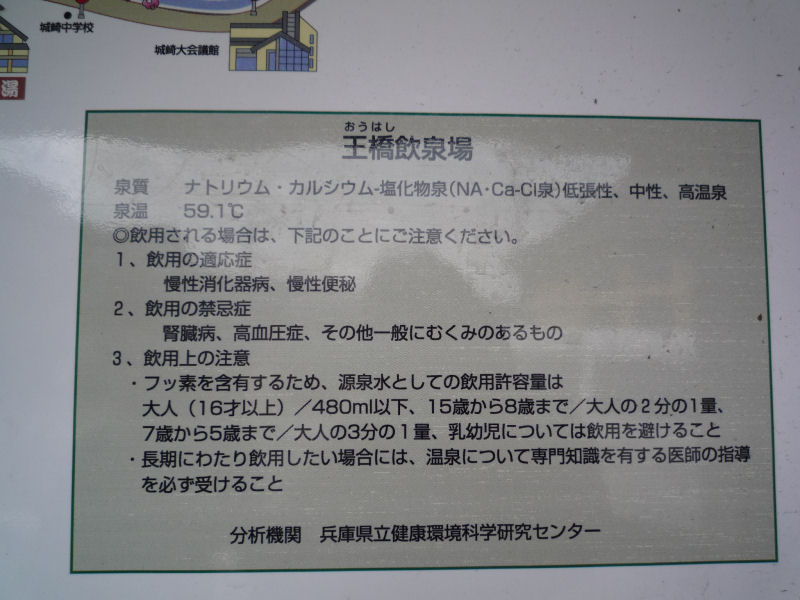 城崎中学校
城崎大会議館
湯
おうはし
王橋飲泉場
泉質 ナトリウム・カルシウム-塩化物泉(NA・Ca-Cl泉)低張性、中性、高温泉
泉温 59.1℃
◎飲用される場合は、下記のことにご注意ください。
1、飲用の適応症
慢性消化器病、慢性便秘
2、飲用の禁忌症
腎臓病、高血圧症、その他一般にむくみのあるもの
3、飲用上の注意
・フッ素を含有するため、源泉水としての飲用許容量は
大人(16才以上)／480ml以下、15歳から8歳まで／大人の2分の1量、
7歳から5歳まで／大人の3分の1量、乳幼児については飲用を避けること
・長期にわたり飲用したい場合には、温泉について専門知識を有する医師の指導
を必ず受けること
分析機関 兵庫県立健康環境科学研究センター